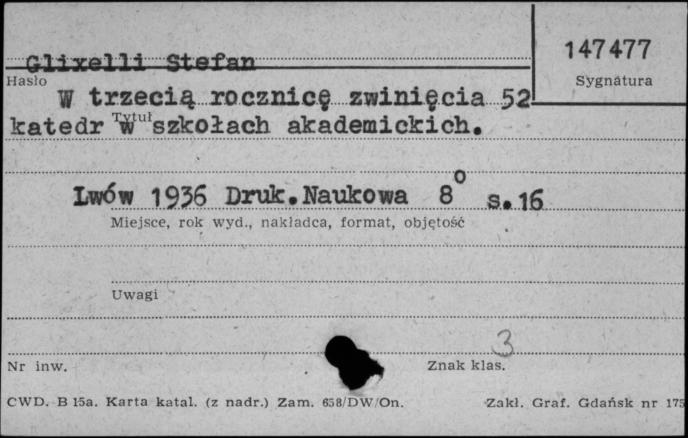 Glixelli Stefan
147477
Hasło
Sygnatura
W trzecią rocznicę zwinięcia 52
katedr w szkołach akademickich.
Tytuł
Lwów 1936 Druk.Naukowa 8° s.16
Miejsce, rok wyd., nakładca, format, objętość
Uwagi
3
Nr inw.
Znak klas.
CWD. B 15a. Karta katal. (z nadr.) Zam. 658/DW/On.
Zakł. Graf. Gdańsk nr 175